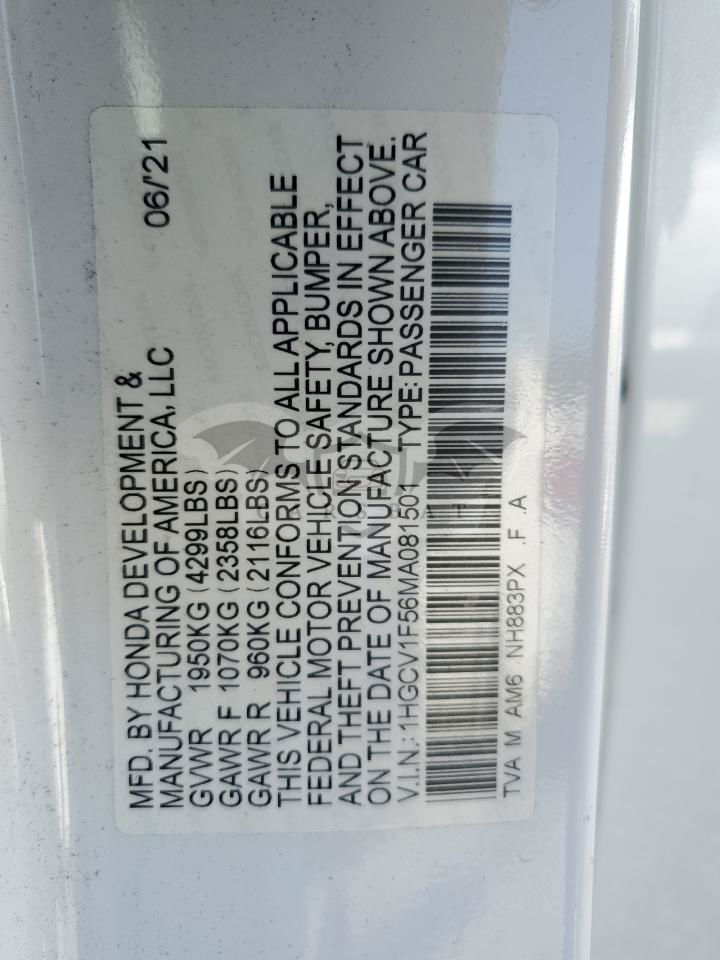 MFD. BY HONDA DEVELOPMENT & 06/'21
MANUFACTURING OF AMERICA, LLC
GVWR 1950KG (4299LBS)
GAWR F 1070KG (2358LBS)
GAWR R 960KG (2116LBS)
THIS VEHICLE CONFORMS TO ALL APPLICABLE
FEDERAL MOTOR VEHICLE SAFETY, BUMPER,
AND THEFT PREVENTION STANDARDS IN EFFECT
ON THE DATE OF MANUFACTURE SHOWN ABOVE.
V.I.N.: 1HGCV1F56MA081501 TYPE: PASSENGER CAR
TVA M AM6 NH883PX .F .A